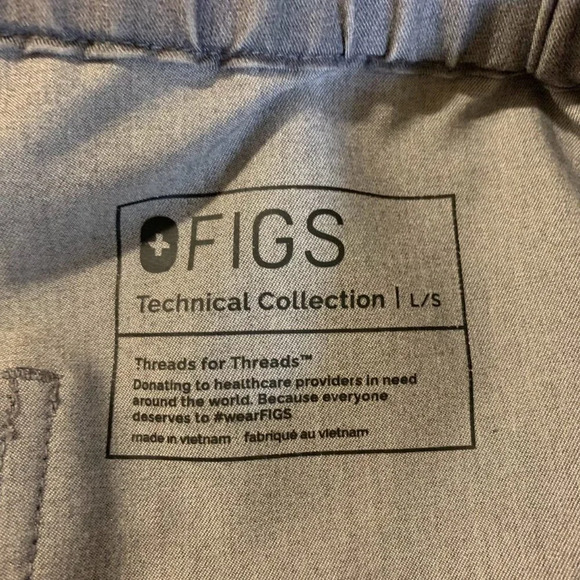 FIGS
Technical Collection | L/S
Threads for Threads™
Donating to healthcare providers in need
around the world. Because everyone
deserves to #wearFIGS
made in vietnam fabriqué au vietnam